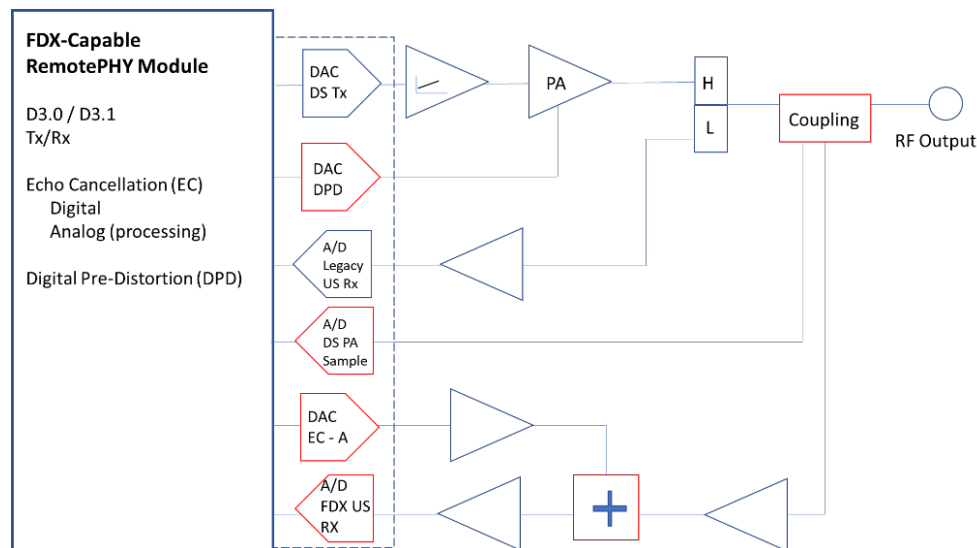 FDX-Capable
RemotePHY Module
D3.0 / D3.1
Tx/Rx
Echo Cancellation (EC)
Digital
Analog (processing)
Digital Pre-Distortion (DPD)
DAC
DS Tx
PA
H
L
Coupling
RF Output
DAC
DPD
A/D
Legacy
US Rx
A/D
DS PA
Sample
DAC
EC - A
A/D
FDX US
RX
+